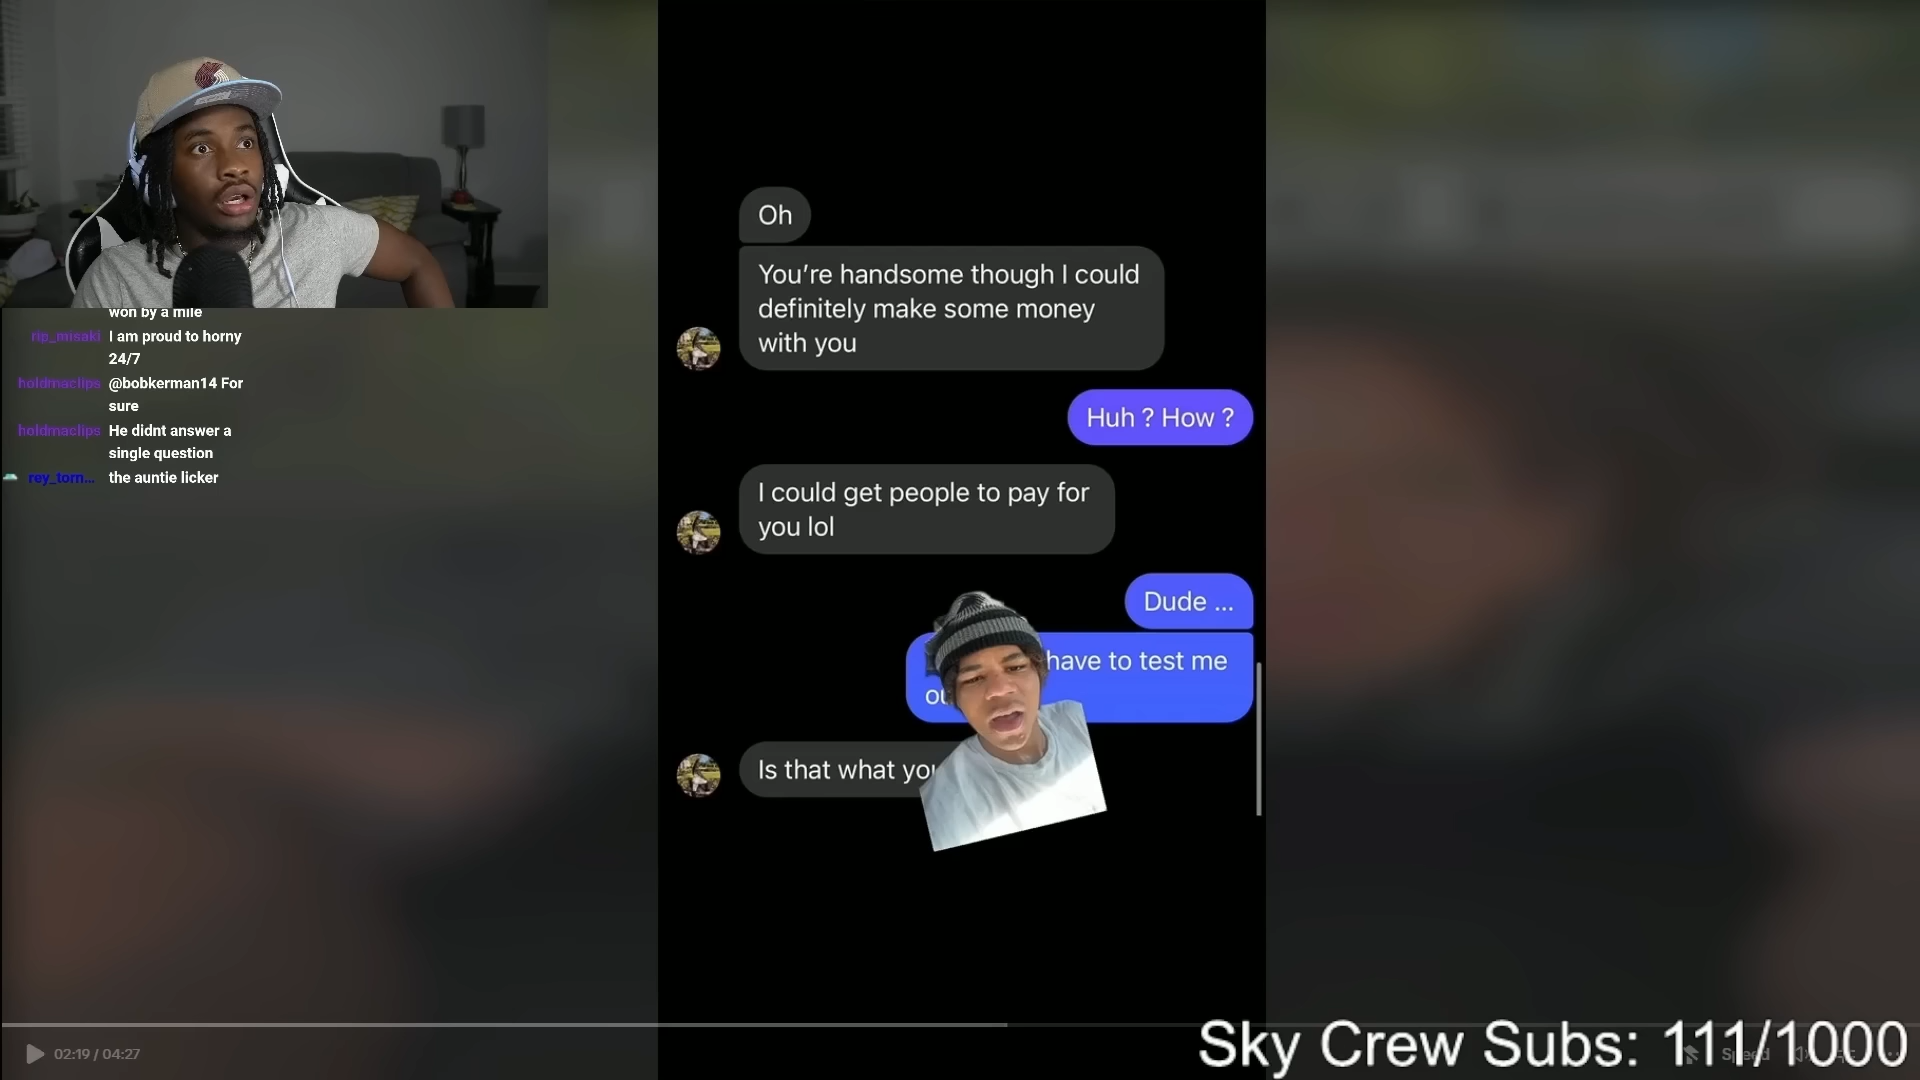 won by a mile
rip_misaki I am proud to horny
24/7
holdmaclips @bobkerman14 For
sure
holdmaclips He didnt answer a
single question
rey_torn... the auntie licker
Oh
You're handsome though I could
definitely make some money
with you
Huh ? How ?
I could get people to pay for
you lol
Dude ...
have to test me
Is that what
02:19 / 04:27
Speed
Sky Crew Subs: 111/1000